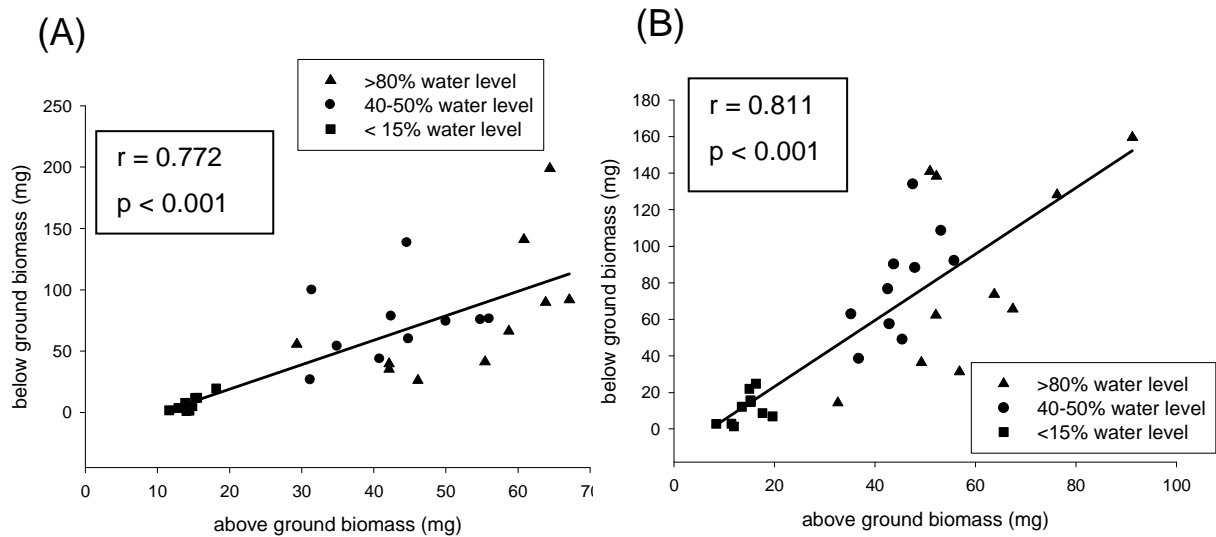 (A)
>80% water level
40-50% water level
< 15% water level
r = 0.772
p < 0.001
250
200
150
100
50
0
below ground biomass (mg)
0 10 20 30 40 50 60 70
above ground biomass (mg)
(B)
r = 0.811
p < 0.001
180
160
140
120
100
80
60
40
20
0
below ground biomass (mg)
>80% water level
40-50% water level
<15% water level
0 20 40 60 80 100
above ground biomass (mg)